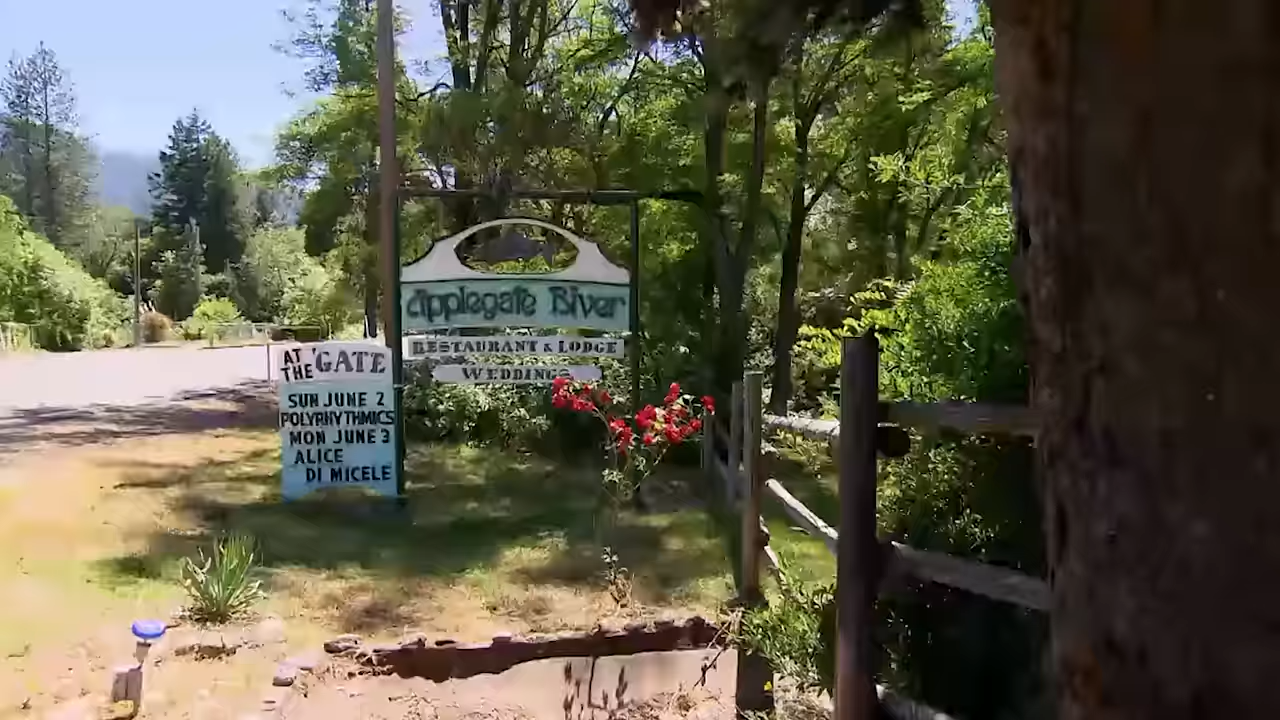 Applegate River
RESTAURANT & LODGE
WEDDINGS
AT THE 'GATE
SUN JUNE 2
POLYRHYTHMICS
MON JUNE 3
ALICE
DI MICELE